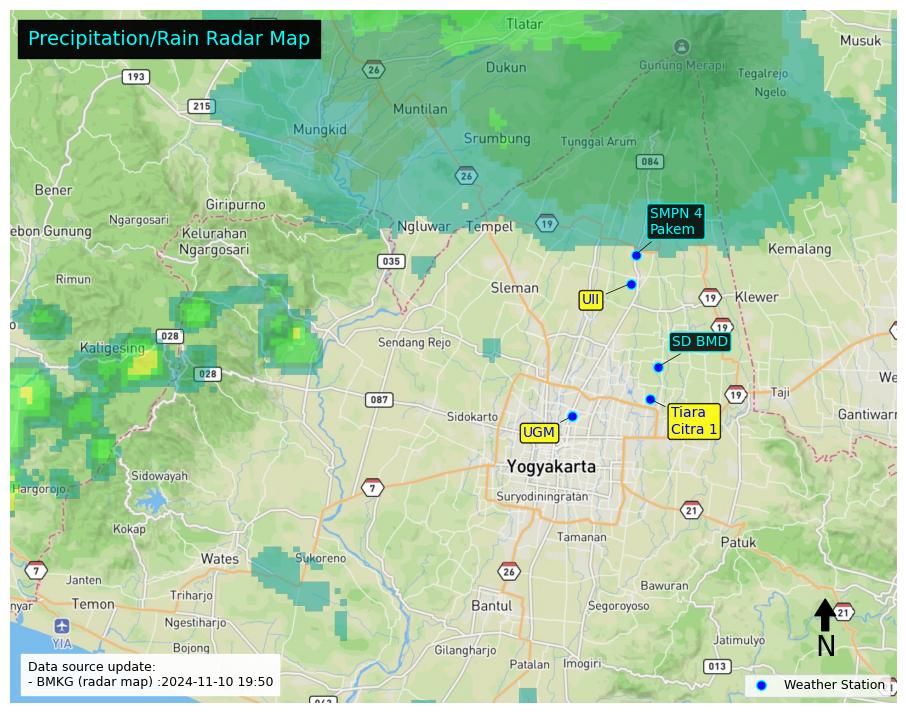 Precipitation/Rain Radar Map
Tlatar
Musuk
26
Dukun
Gunung Merapi
Tegalrejo
Ngelo
193
215
Muntilan
Mungkid
Srumbung
Tunggal Arum
084
26
Bener
Giripurno
Ngargosari
SMPN 4
Pakem
ebon Gunung
Kelurahan
Ngargosari
Ngluwar
Tempel
19
Kemalang
035
Rimun
Sleman
UII
19
Klewer
19
028
Kaligesing
Sendang Rejo
SD BMD
028
We
087
19
Taji
Sidokarto
Tiara
Citra 1
Gantiwarn
UGM
Yogyakarta
Sidowayah
Hargorojo
7
Suryodiningratan
21
Kokap
Tamanan
Patuk
Wates
Sukoreno
7
26
Janten
Bawuran
Temon
Triharjo
Bantul
Segoroyoso
nyar
21
Ngestiharjo
YIA
N
Jatimulyo
Bojong
Gilangharjo
Patalan
Imogiri
013
Data source update:
- BMKG (radar map) :2024-11-10 19:50
Weather Station